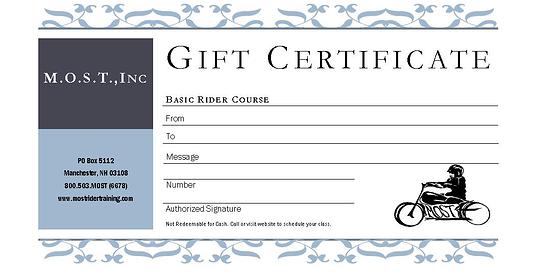 GIFT CERTIFICATE
M.O.S.T.,INC
BASIC RIDER COURSE
From
To
Message
Number
Authorized Signature
Not Redeemable for Cash. Call or visit website to schedule your class.
PO Box 5112
Manchester, NH 03108
800.503.MOST (6678)
www.mostridertraining.com
MOST